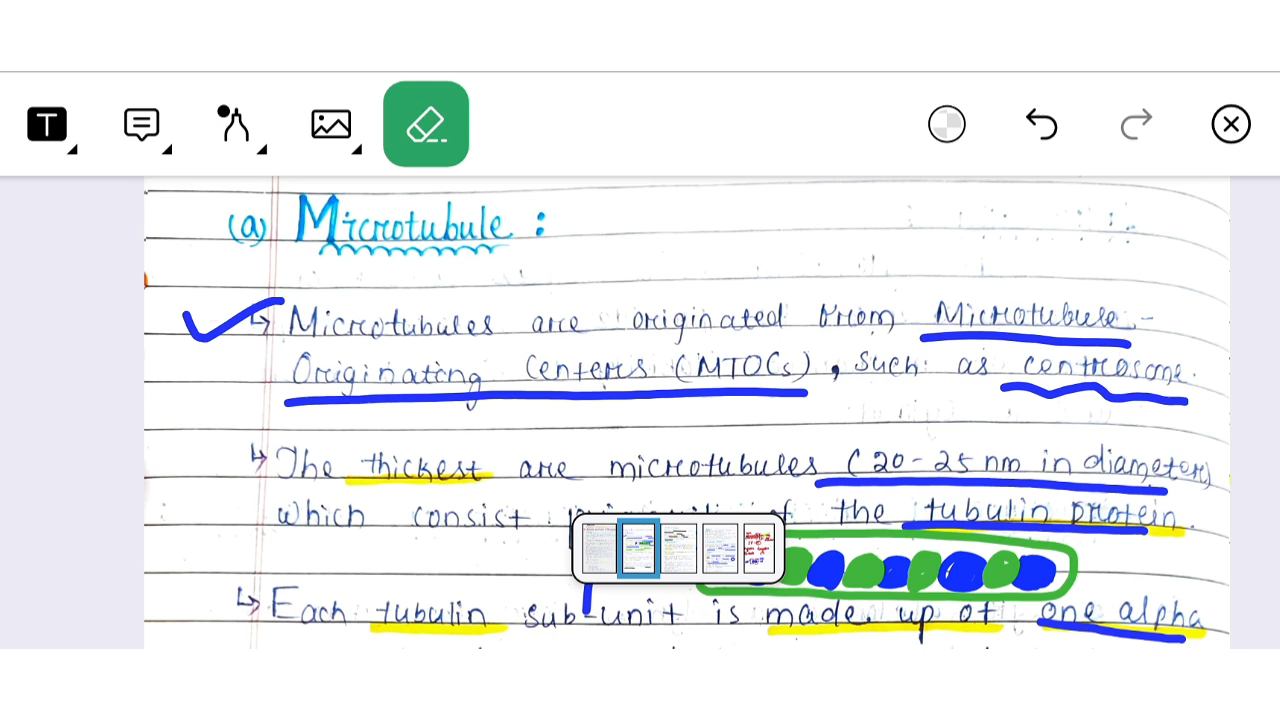 T
(a) Microtubule :
↳ Microtubules are originated from Microtubule-
Originating Centers (MTOCs), such as centrosome.
↳ The thickest are microtubules (20-25 nm in diameter)
which consist of the tubulin protein.
↳ Each tubulin sub-unit is made up of one alpha